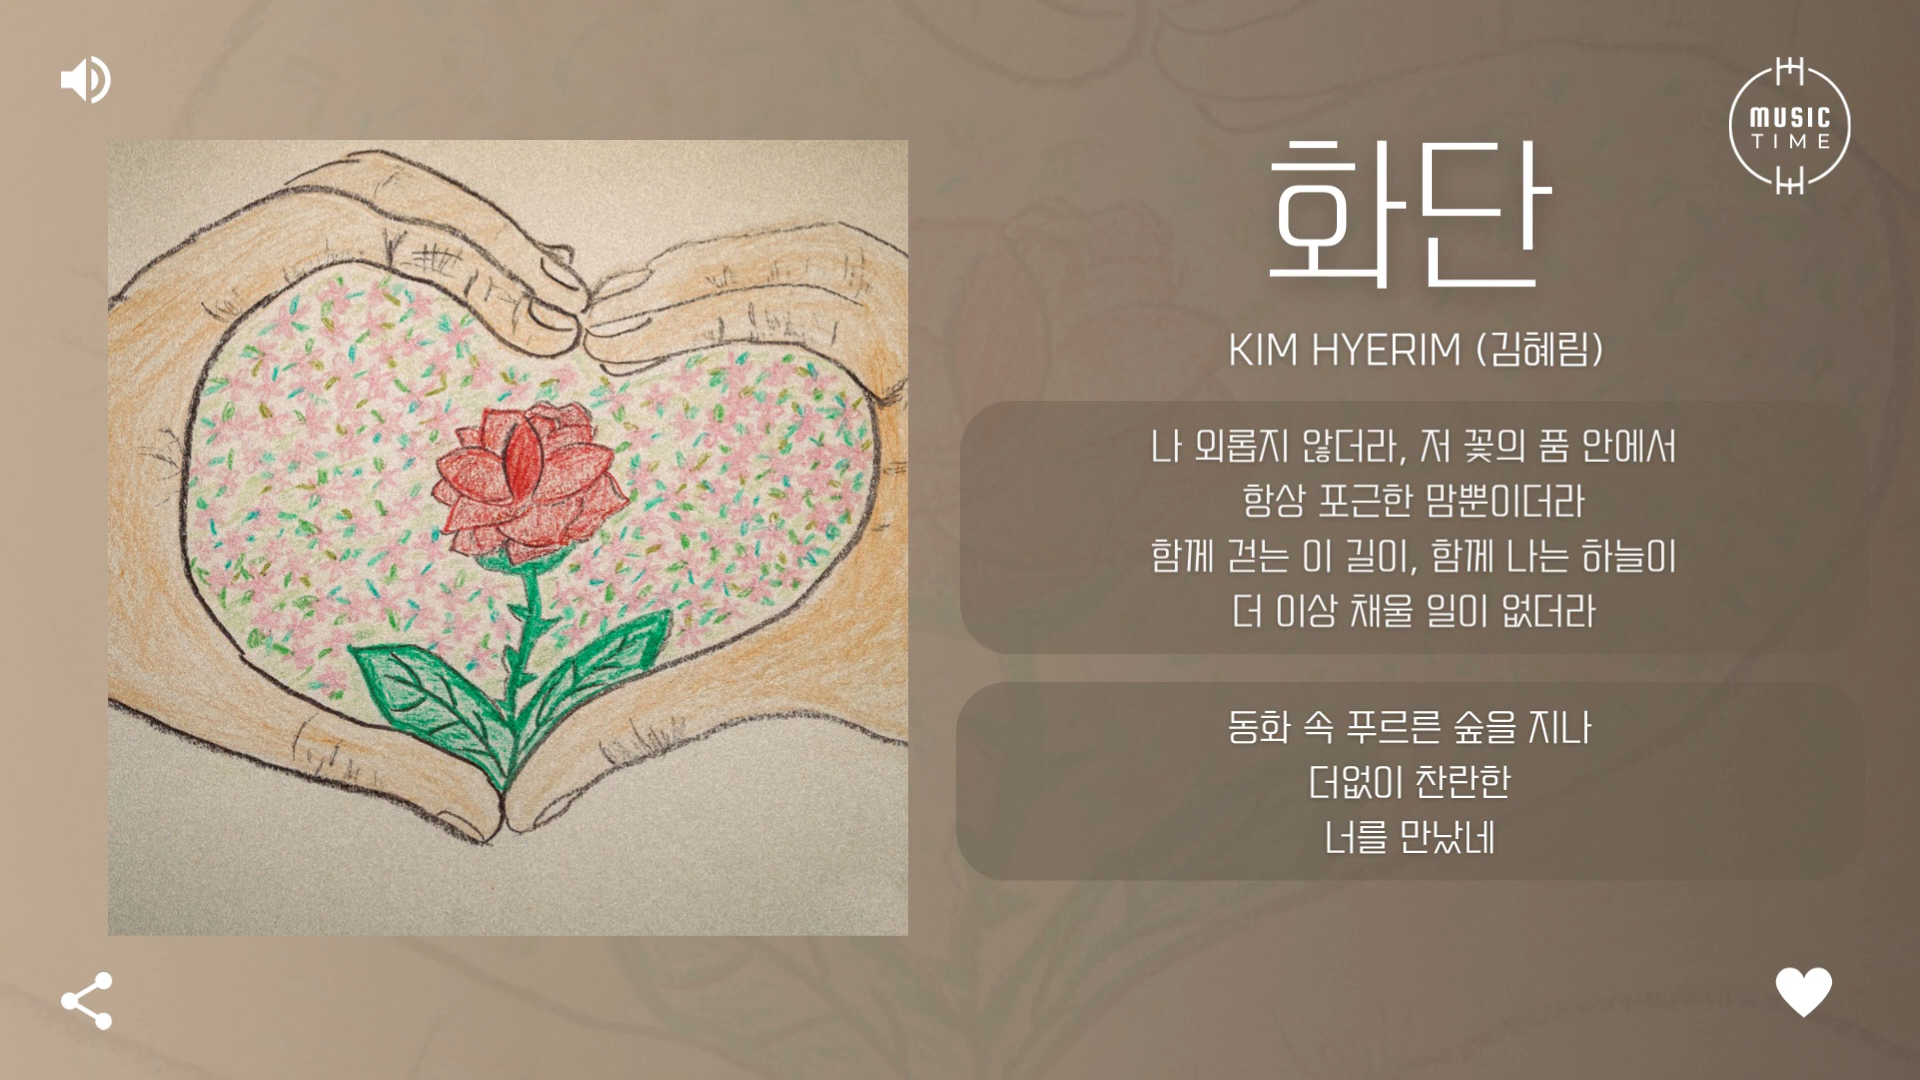 MUSIC
TIME
화단
KIM HYERIM (김혜림)
나 외롭지 않더라, 저 꽃의 품 안에서
항상 포근한 맘뿐이더라
함께 걷는 이 길이, 함께 나는 하늘이
더 이상 채울 일이 없더라
동화 속 푸르른 숲을 지나
더없이 찬란한
너를 만났네